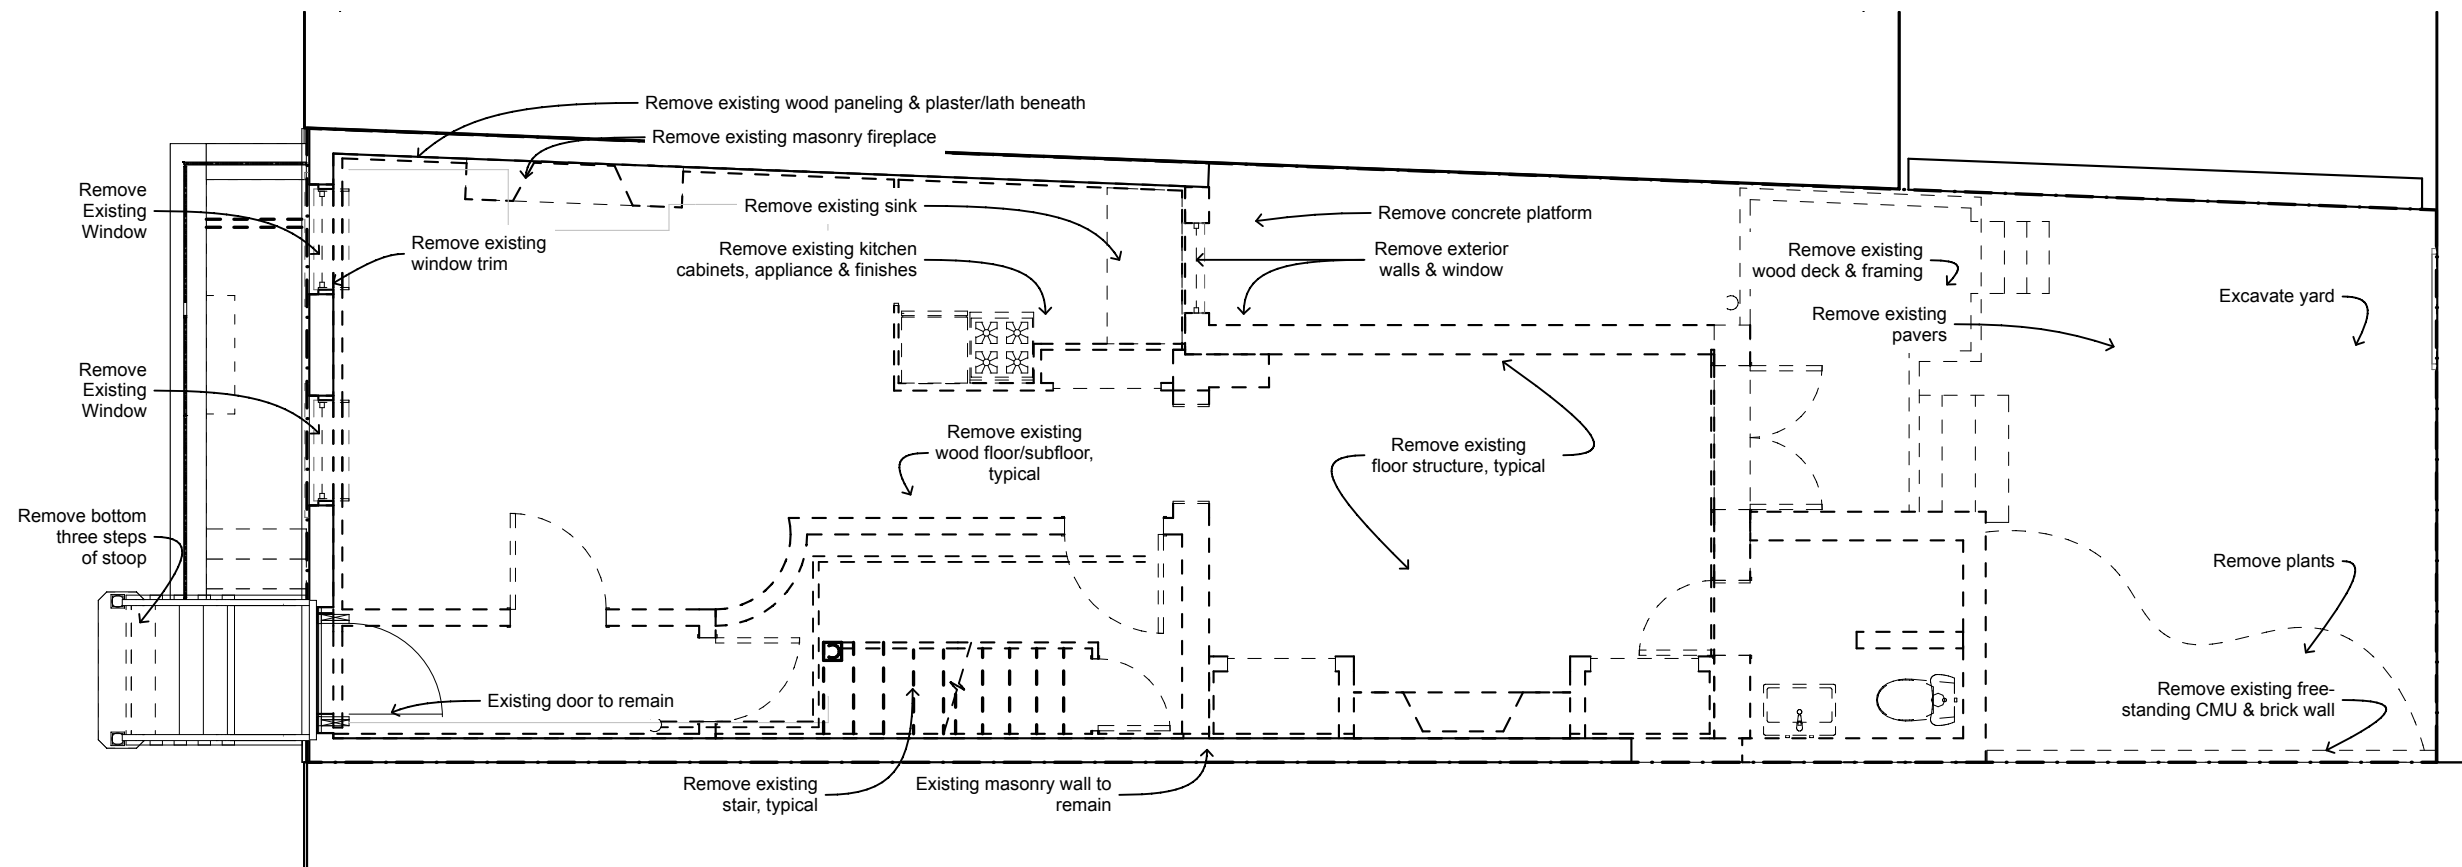 Remove existing wood paneling & plaster/lath beneath
Remove existing masonry fireplace
Remove
Existing
Window
Remove existing
window trim
Remove existing sink
Remove existing kitchen
cabinets, appliance & finishes
Remove concrete platform
Remove exterior
walls & window
Remove existing
wood deck & framing
Remove existing
pavers
Excavate yard
Remove
Existing
Window
Remove existing
wood floor/subfloor,
typical
Remove existing
floor structure, typical
Remove bottom
three steps
of stoop
Remove plants
Existing door to remain
Remove existing free-
standing CMU & brick wall
Remove existing
stair, typical
Existing masonry wall to
remain